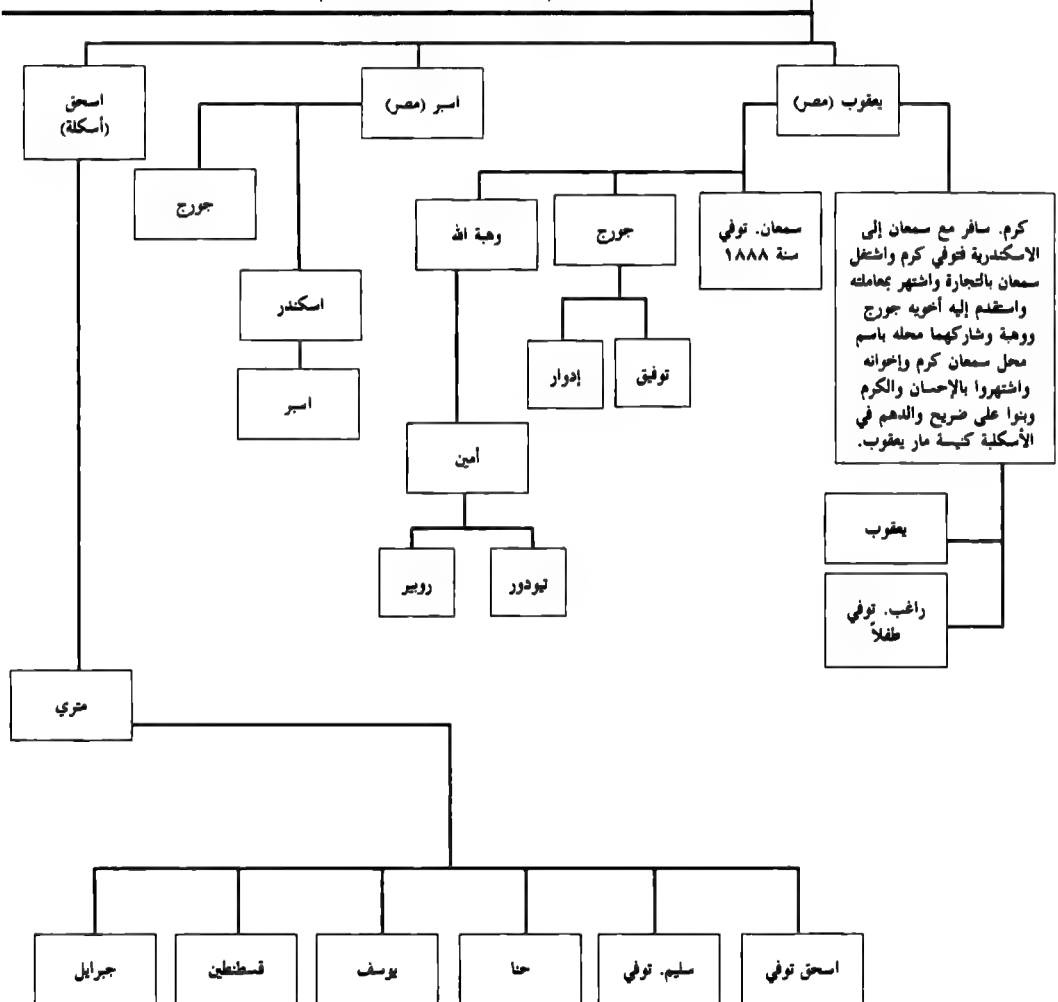 يعقوب (مصر)
اسبر (مصر)
اسحق
(أسكلة)
كرم. سافر مع سمعان إلى
الاسكندرية فتوفي كرم واشتغل
سمعان بالتجارة واشتهر بمعاملته
واستقدم إليه أخويه جورج
ووهبة وشاركهما محله باسم
محل سمعان كرم وإخوانه
واشتهروا بالإحسان والكرم
وبنوا على ضريح والدهم في
الأسكلية كنيسة مار يعقوب.
سمعان. توفي
سنة ١٨٨٨
جورج
وهبة الله
جورج
اسكندر
اسبر
توفيق
إدوار
أمين
تيودور
روبير
يعقوب
راغب. توفي
طفلاً
متري
اسحق توفي
سليم. توفي
حنا
يوسف
قسطنطين
جبرايل